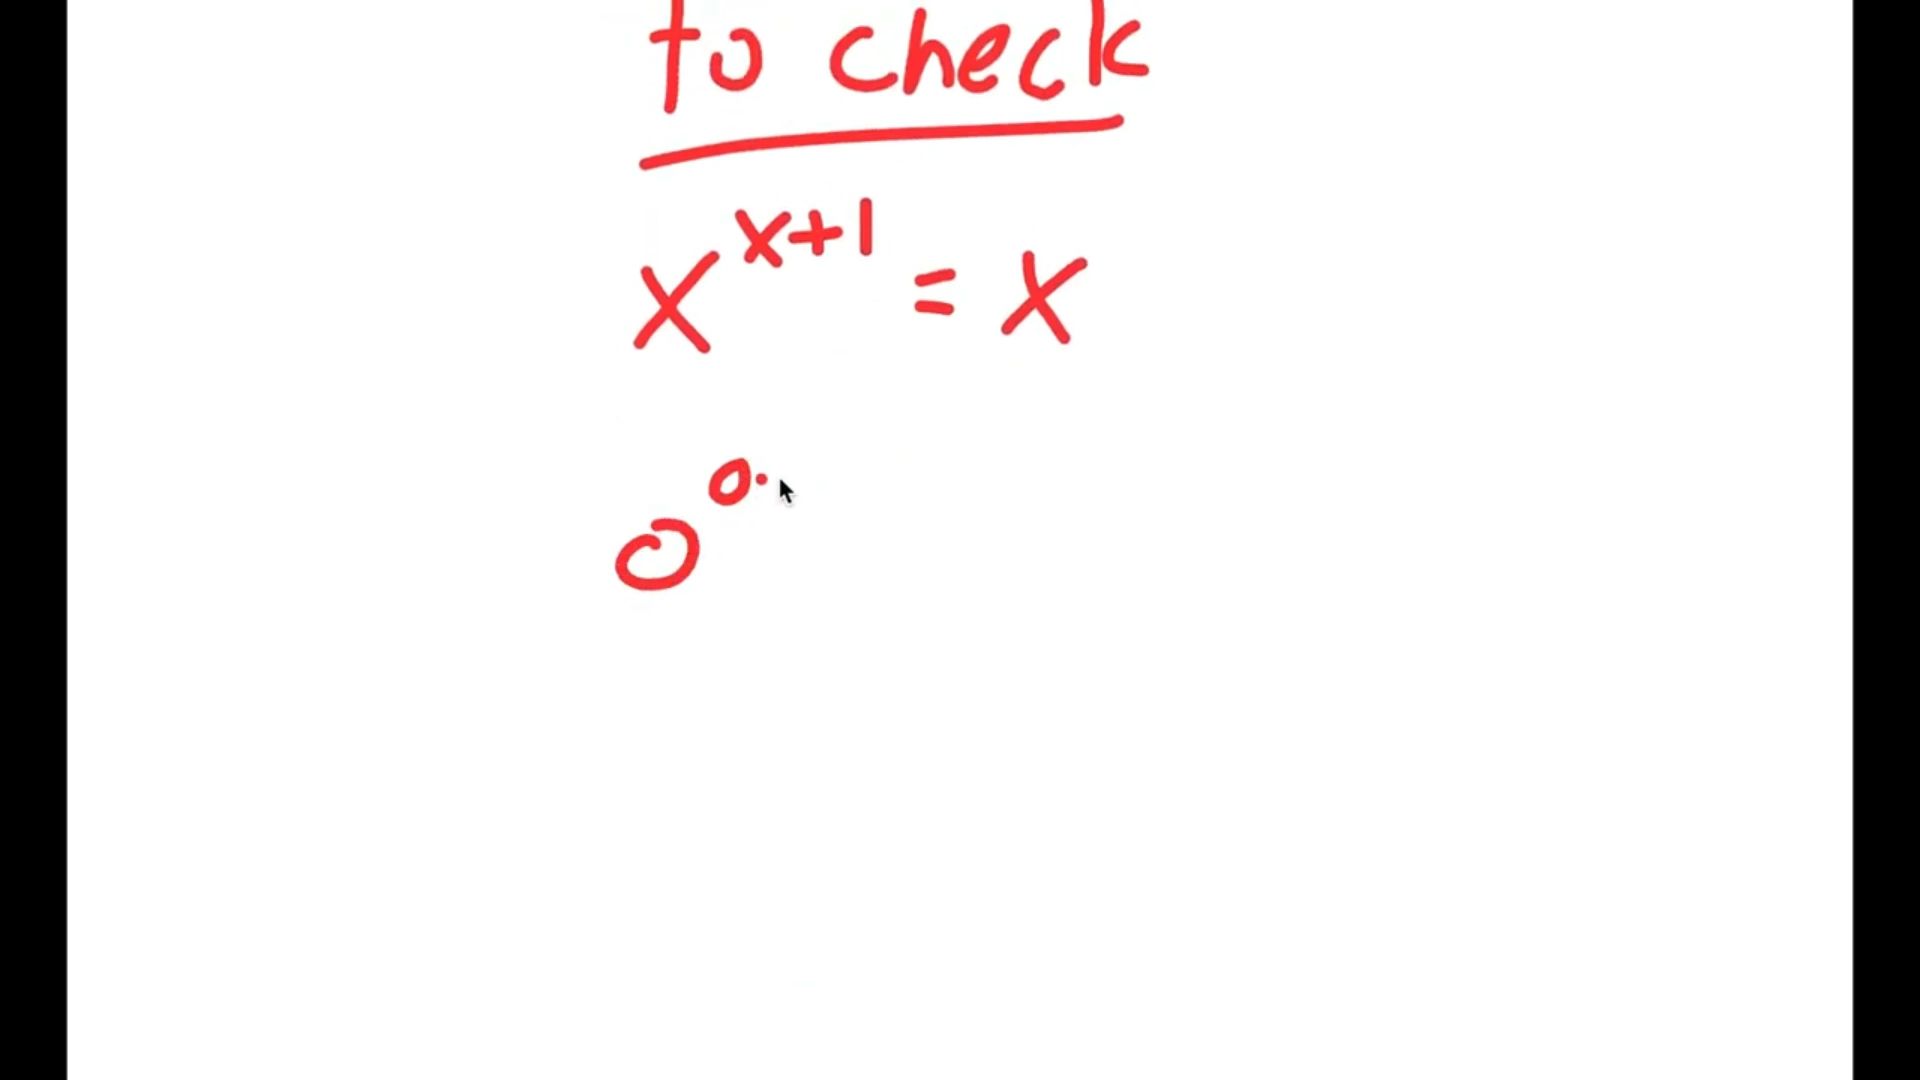 to check
x^{x+1} = x
0^{0·}